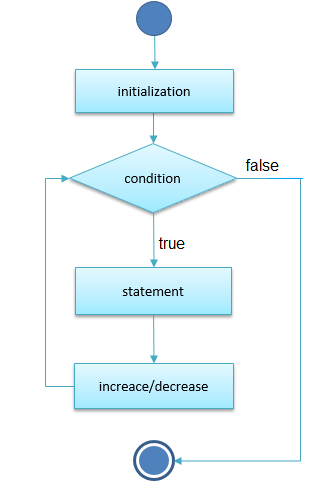 initialization
condition
false
true
statement
increace/decrease